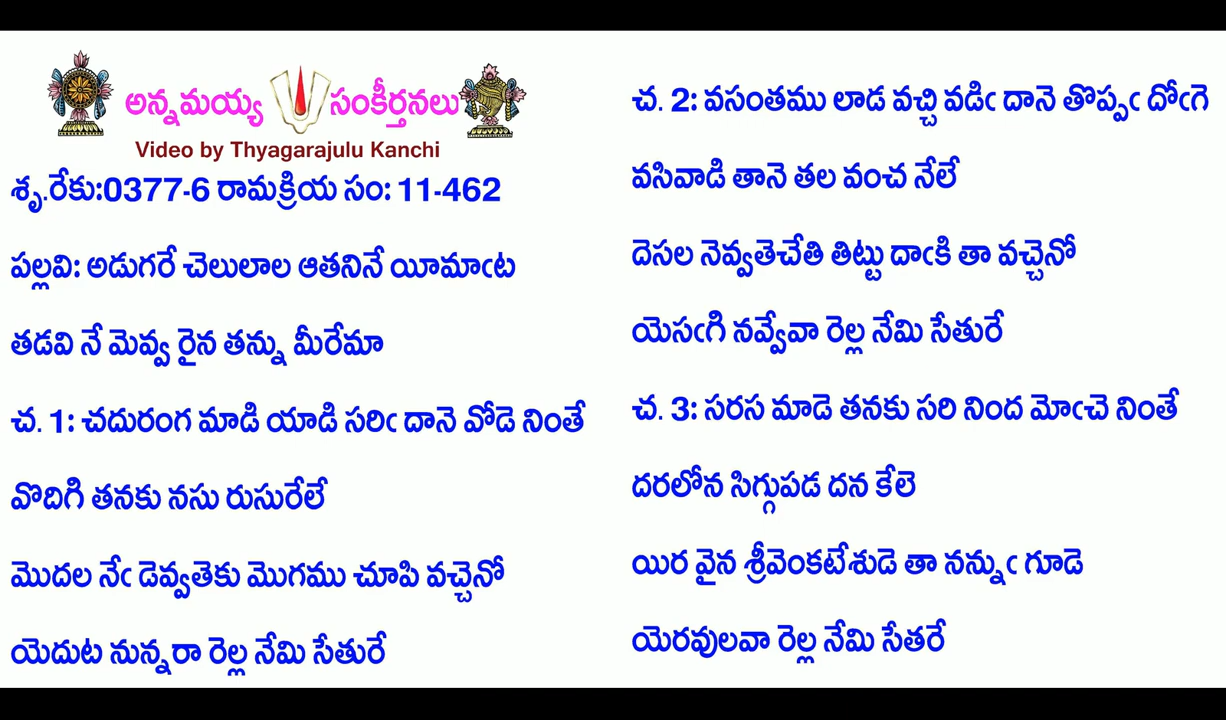 అన్నమయ్య సంకీర్తనలు
Video by Thyagarajulu Kanchi
శృ.రేకు:0377-6 రామక్రియ సం: 11-462
పల్లవి: అడుగరే చెలులాల ఆతనినే యీమాఁట
తడవి నే మెవ్వ రైన తన్ను మీరేమా
చ. 1: చదురంగ మాడి యాడి సరిఁ దానె వోడె నింతే
వొదిగి తనకు నసు రుసురేలే
మొదల నేఁ డెవ్వతెకు మొగము చూపి వచ్చెనో
యెదుట నున్నరా రెల్ల నేమి సేతురే
చ. 2: వసంతము లాడ వచ్చి వడిఁ దానె తొప్పఁ దోఁగె
వసివాడి తానె తల వంచ నేలే
దెసల నెవ్వతెచేతి తిట్టు దాఁకి తా వచ్చెనో
యెసఁగి నవ్వేవా రెల్ల నేమి సేతురే
చ. 3: సరస మాడె తనకు సరి నింద మోఁచె నింతే
దరలోన సిగ్గుపడ దన కేలె
యిర వైన శ్రీవెంకటేశుడె తా నన్నుఁ గూడె
యెరవులవా రెల్ల నేమి సేతరే